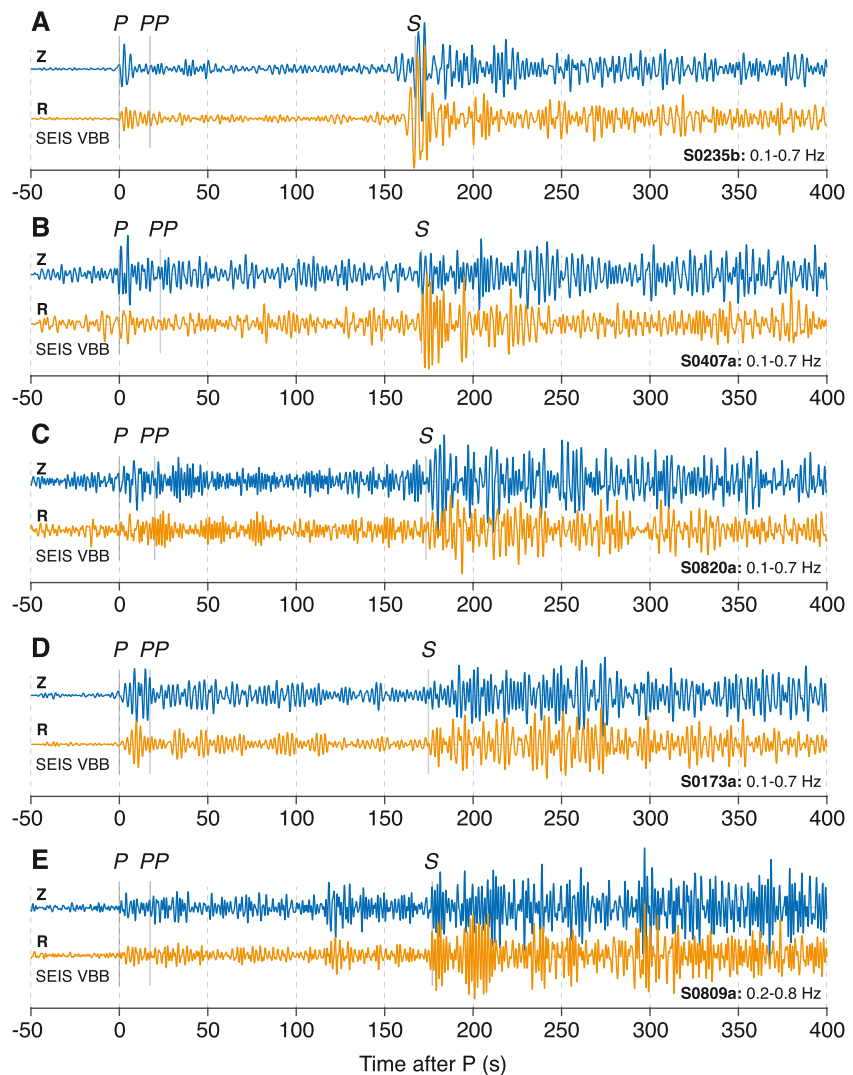 A P PP S
Z
R
SEIS VBB
S0235b: 0.1-0.7 Hz
-50 0 50 100 150 200 250 300 350 400
B P PP S
Z
R
SEIS VBB
S0407a: 0.1-0.7 Hz
-50 0 50 100 150 200 250 300 350 400
C P PP S
Z
R
SEIS VBB
S0820a: 0.1-0.7 Hz
-50 0 50 100 150 200 250 300 350 400
D P PP S
Z
R
SEIS VBB
S0173a: 0.1-0.7 Hz
-50 0 50 100 150 200 250 300 350 400
E P PP S
Z
R
SEIS VBB
S0809a: 0.2-0.8 Hz
-50 0 50 100 150 200 250 300 350 400
Time after P (s)